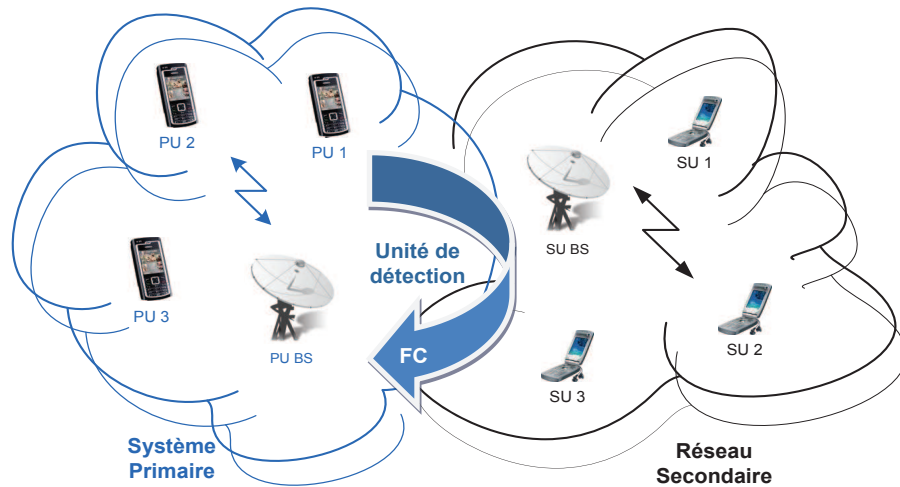 PU 2
PU 1
SU 1
Unité de
détection
SU BS
PU 3
PU BS
FC
SU 2
SU 3
Système
Primaire
Réseau
Secondaire